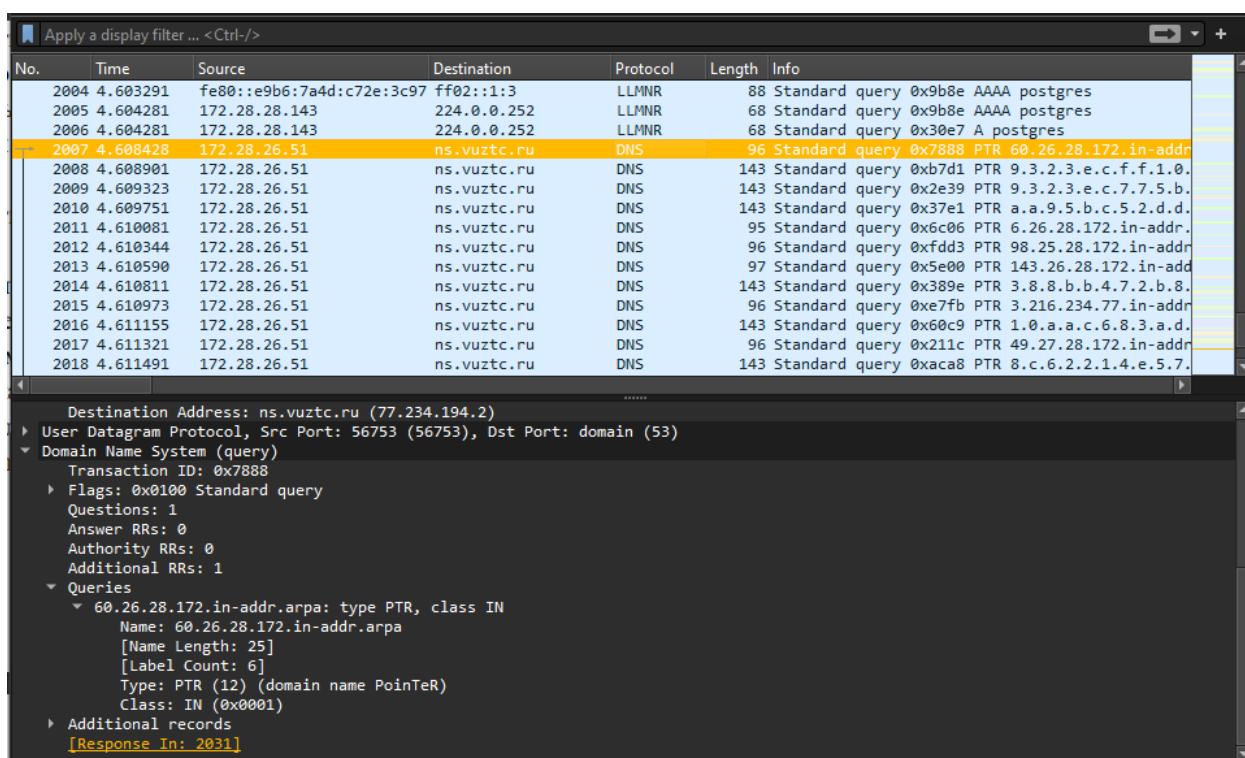 Apply a display filter ... <Ctrl-/>
No. Time Source Destination Protocol Length Info
2004 4.603291 fe80::e9b6:7a4d:c72e:3c97 ff02::1:3 LLMNR 88 Standard query 0x9b8e AAAA postgres
2005 4.604281 172.28.28.143 224.0.0.252 LLMNR 68 Standard query 0x9b8e AAAA postgres
2006 4.604281 172.28.28.143 224.0.0.252 LLMNR 68 Standard query 0x30e7 A postgres
2007 4.608428 172.28.26.51 ns.vuztc.ru DNS 96 Standard query 0x7888 PTR 60.26.28.172.in-addr
2008 4.608901 172.28.26.51 ns.vuztc.ru DNS 143 Standard query 0xb7d1 PTR 9.3.2.3.e.c.f.f.1.0.
2009 4.609323 172.28.26.51 ns.vuztc.ru DNS 143 Standard query 0x2e39 PTR 9.3.2.3.e.c.7.7.5.b.
2010 4.609751 172.28.26.51 ns.vuztc.ru DNS 143 Standard query 0x37e1 PTR a.a.9.5.b.c.5.2.d.d.
2011 4.610081 172.28.26.51 ns.vuztc.ru DNS 95 Standard query 0x6c06 PTR 6.26.28.172.in-addr.
2012 4.610344 172.28.26.51 ns.vuztc.ru DNS 96 Standard query 0xfdd3 PTR 98.25.28.172.in-addr
2013 4.610590 172.28.26.51 ns.vuztc.ru DNS 97 Standard query 0x5e00 PTR 143.26.28.172.in-add
2014 4.610811 172.28.26.51 ns.vuztc.ru DNS 143 Standard query 0x389e PTR 3.8.8.b.b.4.7.2.b.8.
2015 4.610973 172.28.26.51 ns.vuztc.ru DNS 96 Standard query 0xe7fb PTR 3.216.234.77.in-addr
2016 4.611155 172.28.26.51 ns.vuztc.ru DNS 143 Standard query 0x60c9 PTR 1.0.a.a.c.6.8.3.a.d.
2017 4.611321 172.28.26.51 ns.vuztc.ru DNS 96 Standard query 0x211c PTR 49.27.28.172.in-addr
2018 4.611491 172.28.26.51 ns.vuztc.ru DNS 143 Standard query 0xaca8 PTR 8.c.6.2.2.1.4.e.5.7.
Destination Address: ns.vuztc.ru (77.234.194.2)
User Datagram Protocol, Src Port: 56753 (56753), Dst Port: domain (53)
Domain Name System (query)
Transaction ID: 0x7888
Flags: 0x0100 Standard query
Questions: 1
Answer RRs: 0
Authority RRs: 0
Additional RRs: 1
Queries
60.26.28.172.in-addr.arpa: type PTR, class IN
Name: 60.26.28.172.in-addr.arpa
[Name Length: 25]
[Label Count: 6]
Type: PTR (12) (domain name PoinTeR)
Class: IN (0x0001)
Additional records
[Response In: 2031]